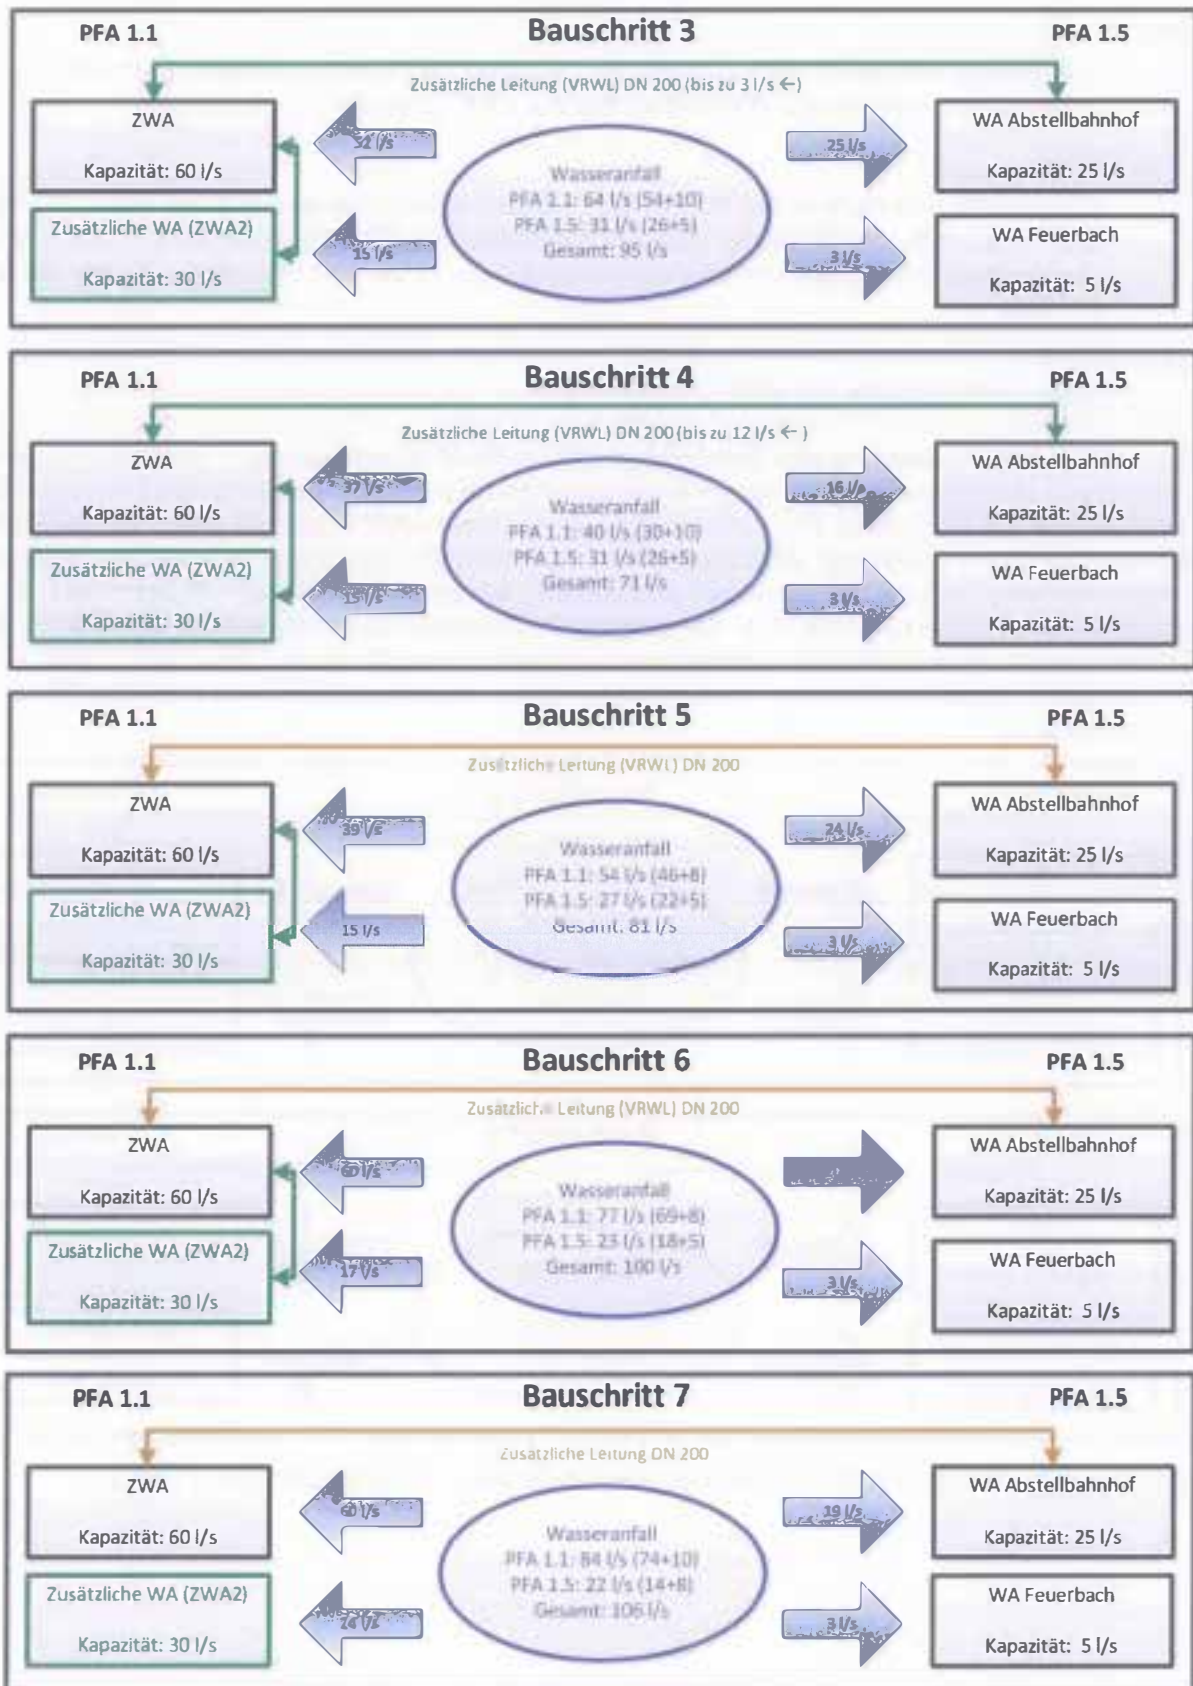 PFA 1.1
Bauschritt 3
PFA 1.5
Zusätzliche Leitung (VRWL) DN 200 (bis zu 3 l/s ←)
ZWA
Kapazität: 60 l/s
Zusätzliche WA (ZWA2)
Kapazität: 30 l/s
l/s
15 l/s
Wasseranfall
PFA 1.1: 64 l/s (54+10)
PFA 1.5: 31 l/s (26+5)
Gesamt: 95 l/s
25 l/s
3 l/s
WA Abstellbahnhof
Kapazität: 25 l/s
WA Feuerbach
Kapazität: 5 l/s
PFA 1.1
Bauschritt 4
PFA 1.5
Zusätzliche Leitung (VRWL) DN 200 (bis zu 12 l/s ← )
ZWA
Kapazität: 60 l/s
Zusätzliche WA (ZWA2)
Kapazität: 30 l/s
37 l/s
15 l/s
Wasseranfall
PFA 1.1: 40 l/s (30+10)
PFA 1.5: 31 l/s (26+5)
Gesamt: 71 l/s
16 l/s
3 l/s
WA Abstellbahnhof
Kapazität: 25 l/s
WA Feuerbach
Kapazität: 5 l/s
PFA 1.1
Bauschritt 5
PFA 1.5
Zusätzliche Leitung (VRWL) DN 200
ZWA
Kapazität: 60 l/s
Zusätzliche WA (ZWA2)
Kapazität: 30 l/s
39 l/s
15 l/s
Wasseranfall
PFA 1.1: 54 l/s (46+8)
PFA 1.5: 27 l/s (22+5)
Gesamt: 81 l/s
24 l/s
3 l/s
WA Abstellbahnhof
Kapazität: 25 l/s
WA Feuerbach
Kapazität: 5 l/s
PFA 1.1
Bauschritt 6
PFA 1.5
Zusätzliche Leitung (VRWL) DN 200
ZWA
Kapazität: 60 l/s
Zusätzliche WA (ZWA2)
Kapazität: 30 l/s
60 l/s
17 l/s
Wasseranfall
PFA 1.1: 77 l/s (69+8)
PFA 1.5: 23 l/s (18+5)
Gesamt: 100 l/s
3 l/s
WA Abstellbahnhof
Kapazität: 25 l/s
WA Feuerbach
Kapazität: 5 l/s
PFA 1.1
Bauschritt 7
PFA 1.5
Zusätzliche Leitung DN 200
ZWA
Kapazität: 60 l/s
Zusätzliche WA (ZWA2)
Kapazität: 30 l/s
60 l/s
24 l/s
Wasseranfall
PFA 1.1: 84 l/s (74+10)
PFA 1.5: 22 l/s (14+8)
Gesamt: 106 l/s
19 l/s
3 l/s
WA Abstellbahnhof
Kapazität: 25 l/s
WA Feuerbach
Kapazität: 5 l/s